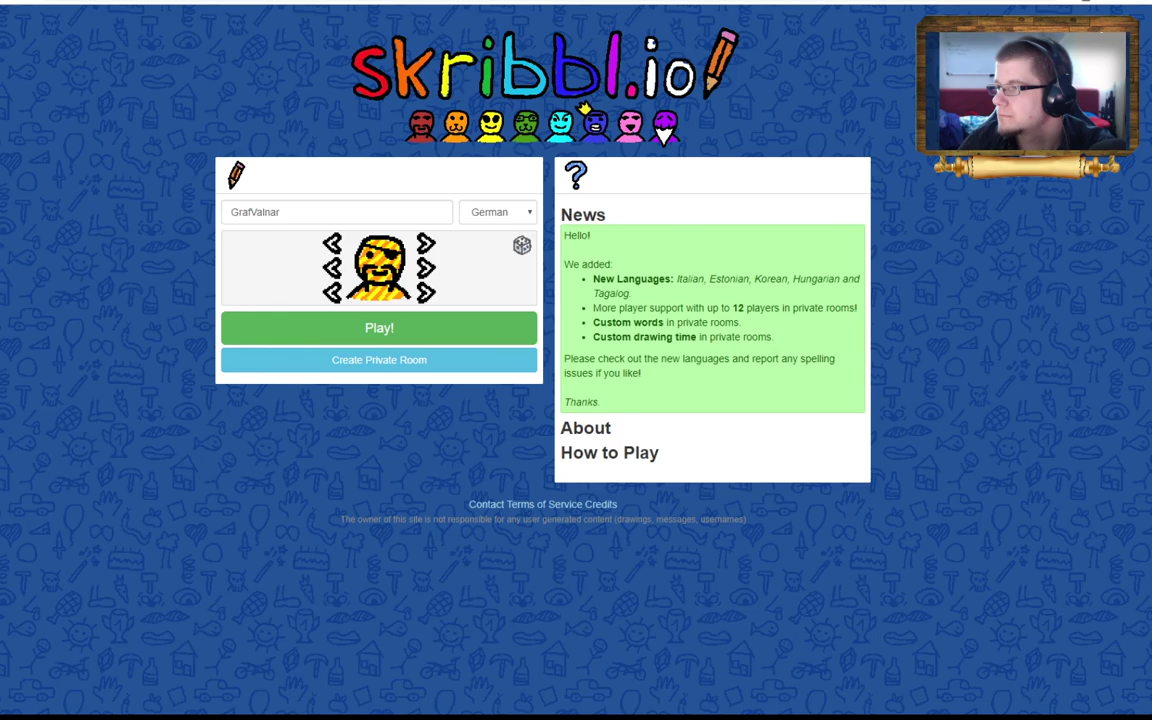 skribbl.io
GrafValnar
German
Play!
Create Private Room
News
Hello!
We added:
New Languages: Italian, Estonian, Korean, Hungarian and
Tagalog.
More player support with up to 12 players in private rooms!
Custom words in private rooms.
Custom drawing time in private rooms.
Please check out the new languages and report any spelling
issues if you like!
Thanks.
About
How to Play
Contact Terms of Service Credits
The owner of this site is not responsible for any user generated content (drawings, messages, usernames)